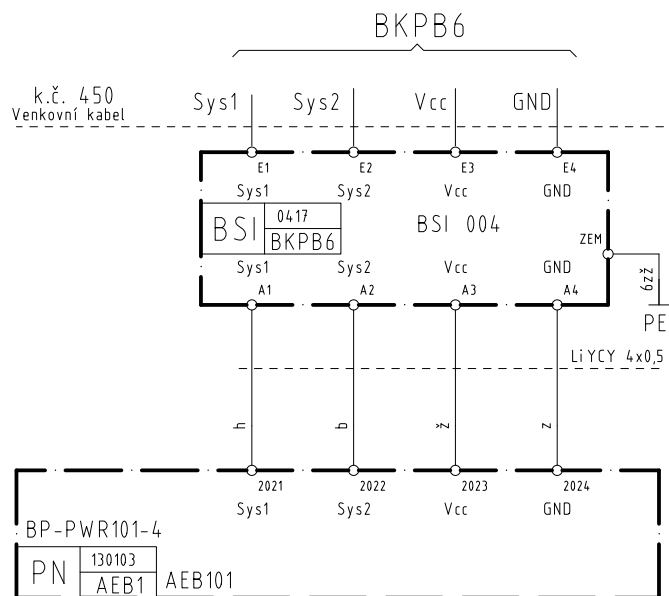 BKPB6
k.č. 450
Venkovní kabel
Sys1 Sys2 Vcc GND
E1 E2 E3 E4
Sys1 Sys2 Vcc GND
BSI 0417 BKPB6
BSI 004
ZEM
6zž
PE
Sys1 Sys2 Vcc GND
A1 A2 A3 A4
LiYCY 4x0,5
h b ž z
2021 2022 2023 2024
Sys1 Sys2 Vcc GND
BP-PWR101-4
PN 130103 AEB1
AEB101